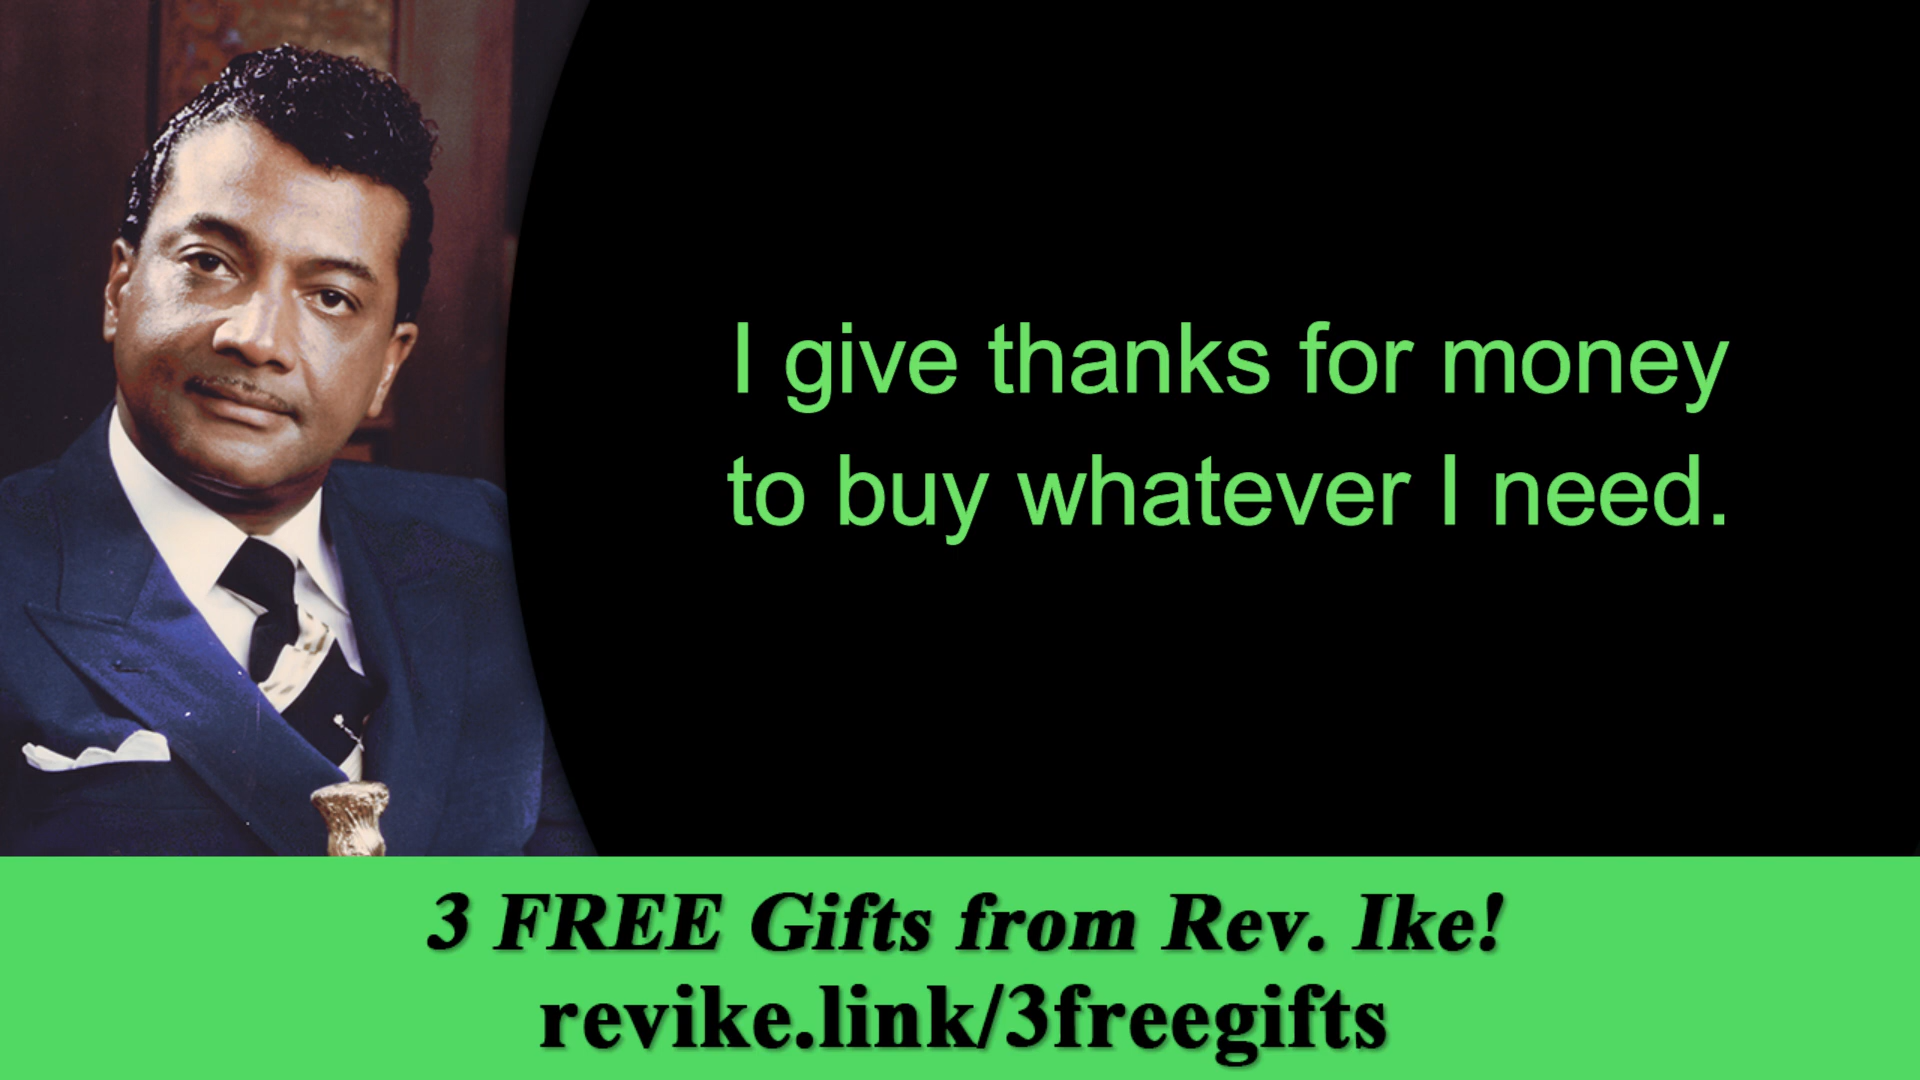 I give thanks for money
to buy whatever I need.
3 FREE Gifts from Rev. Ike!
revike.link/3freegifts